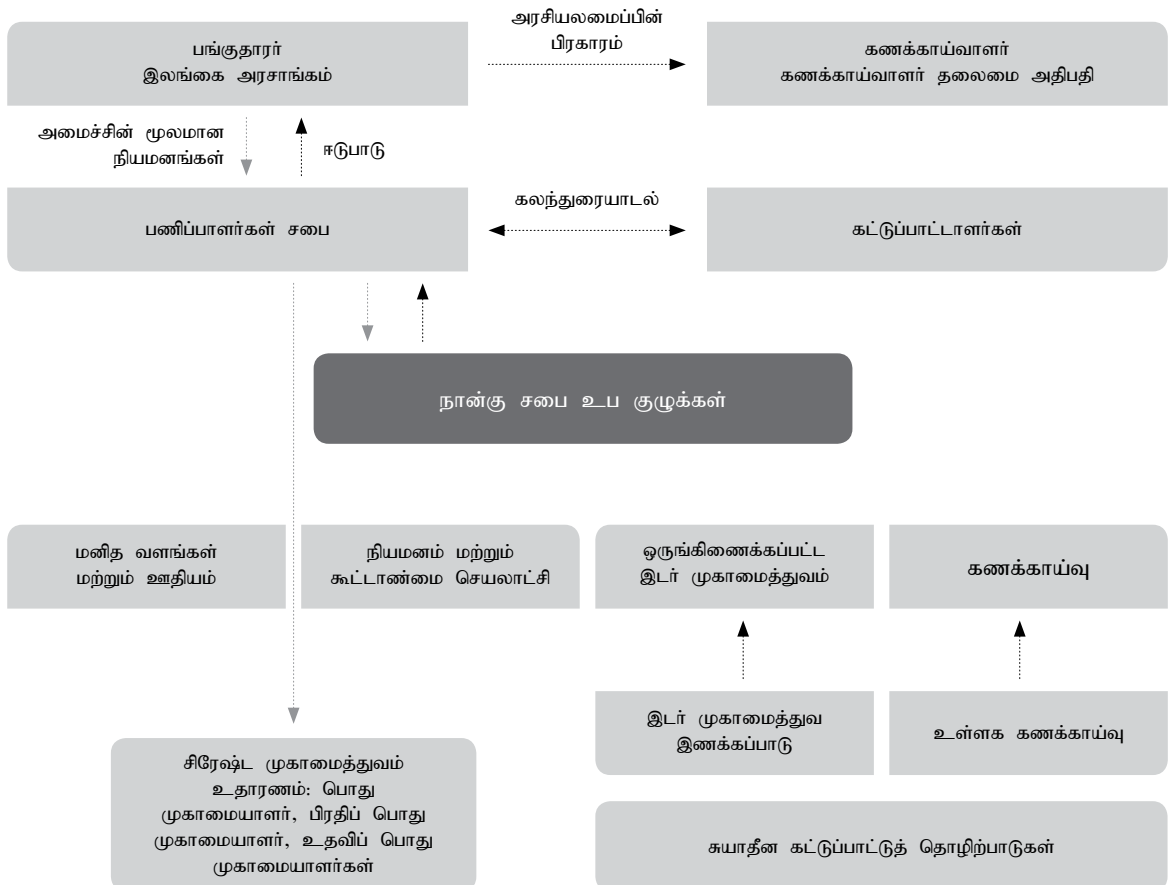 அரசியலமைப்பின்
பிரகாரம்
பங்குதாரர்
இலங்கை அரசாங்கம்
கணக்காய்வாளர்
கணக்காய்வாளர் தலைமை அதிபதி
அமைச்சின் மூலமான
நியமனங்கள்
ஈடுபாடு
பணிப்பாளர்கள் சபை
கலந்துரையாடல்
கட்டுப்பாட்டாளர்கள்
நான்கு சபை உப குழுக்கள்
மனித வளங்கள்
மற்றும் ஊதியம்
நியமனம் மற்றும்
கூட்டாண்மை செயலாட்சி
ஒருங்கிணைக்கப்பட்ட
இடர் முகாமைத்துவம்
கணக்காய்வு
இடர் முகாமைத்துவ
இணக்கப்பாடு
உள்ளக கணக்காய்வு
சிரேஷ்ட முகாமைத்துவம்
உதாரணம்: பொது
முகாமையாளர், பிரதிப் பொது
முகாமையாளர், உதவிப் பொது
முகாமையாளர்கள்
சுயாதீன கட்டுப்பாட்டுத் தொழிற்பாடுகள்